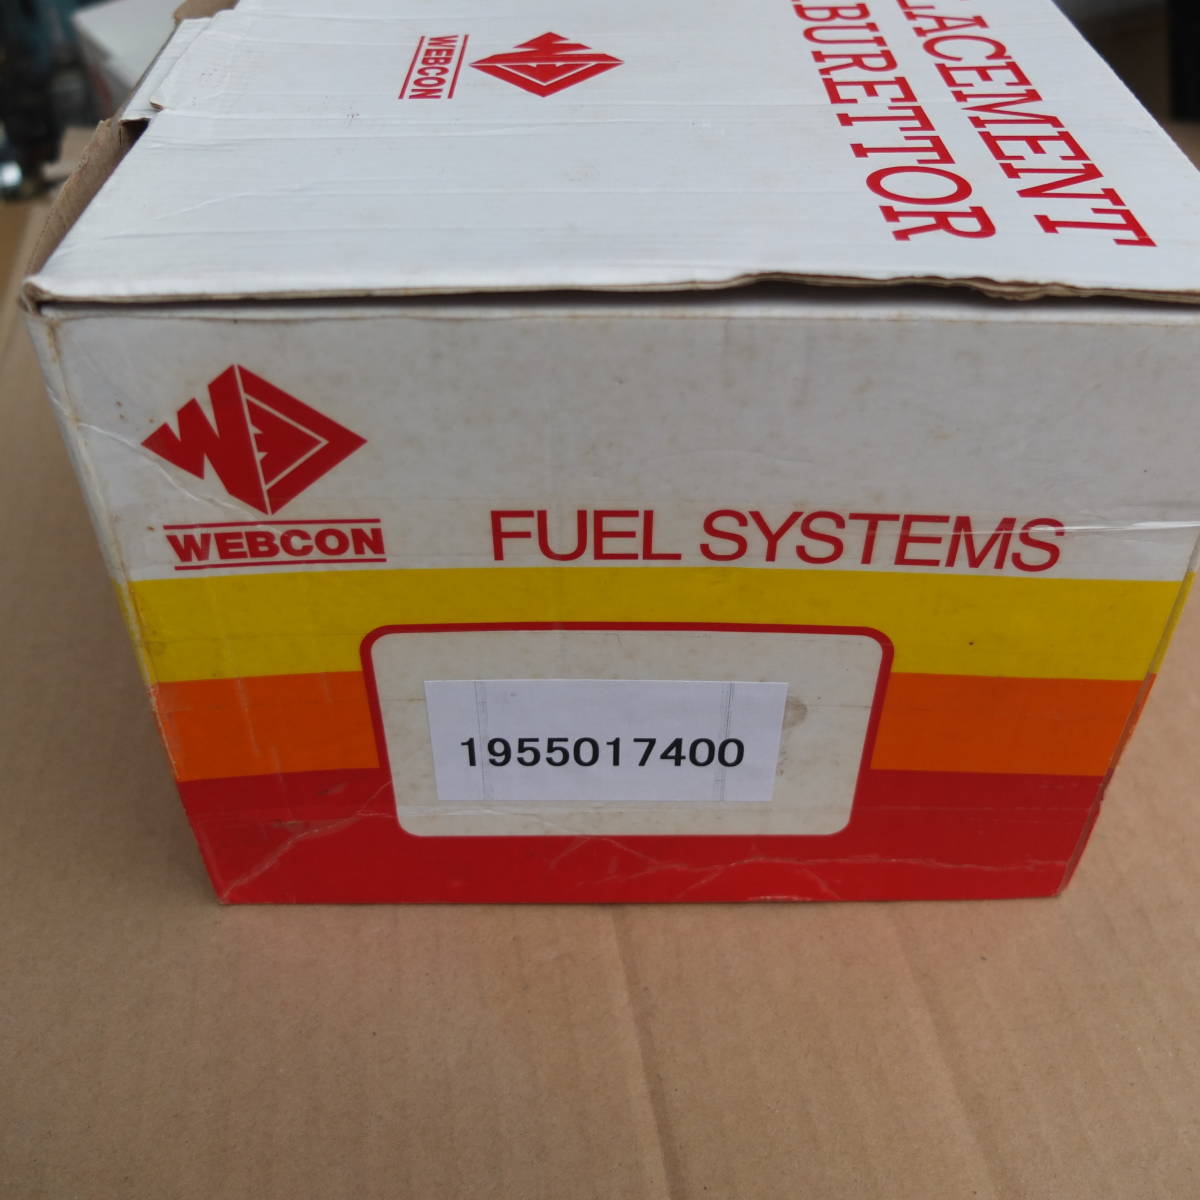 WEBCON
LACEMENT
BURETTOR
WEBCON
FUEL SYSTEMS
1955017400